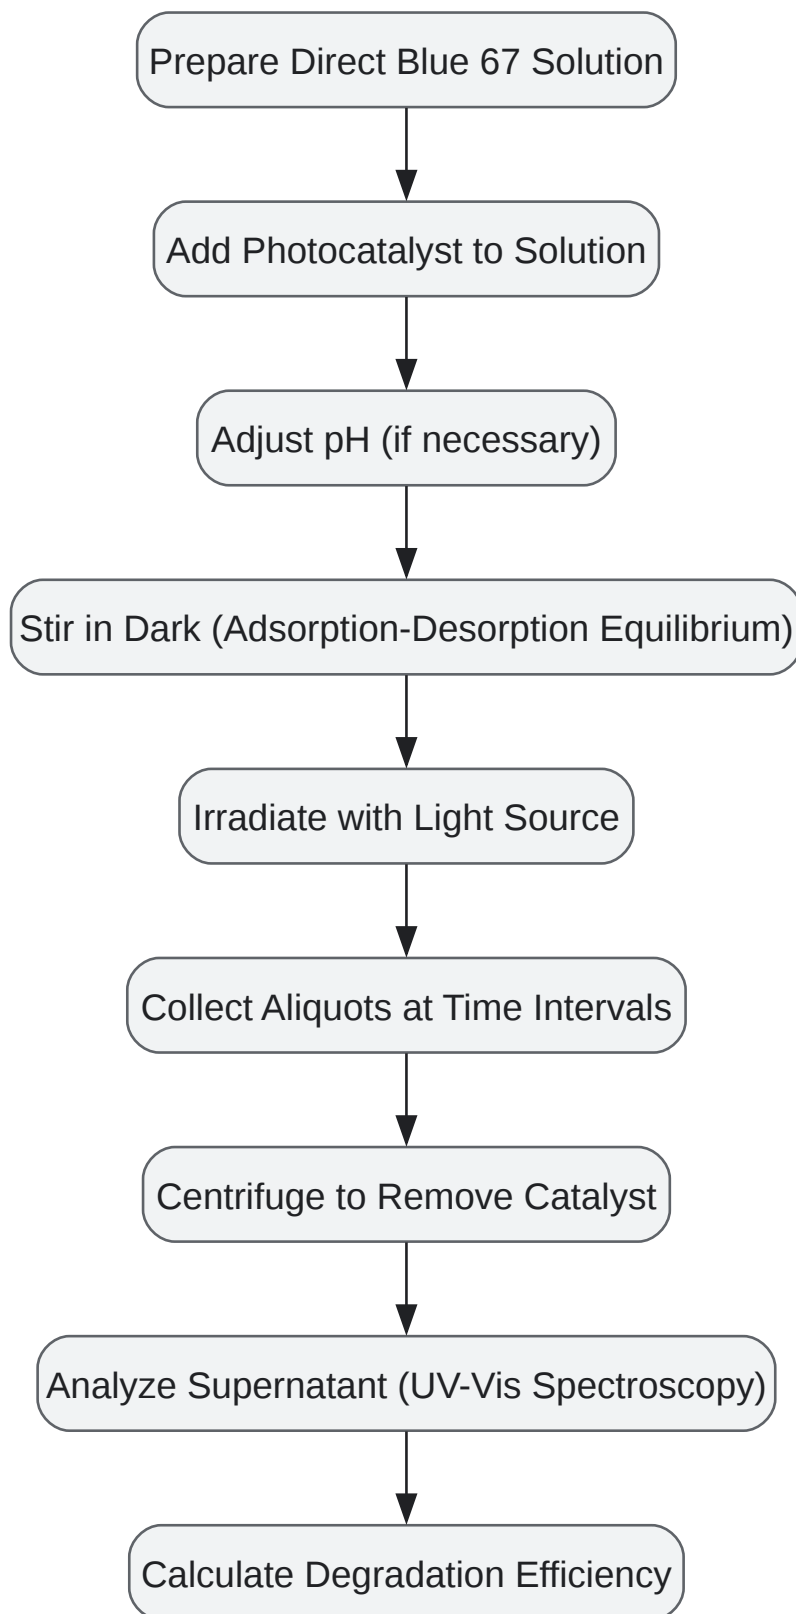 Prepare Direct Blue 67 Solution
Add Photocatalyst to Solution
Adjust pH (if necessary)
Stir in Dark (Adsorption-Desorption Equilibrium)
Irradiate with Light Source
Collect Aliquots at Time Intervals
Centrifuge to Remove Catalyst
Analyze Supernatant (UV-Vis Spectroscopy)
Calculate Degradation Efficiency